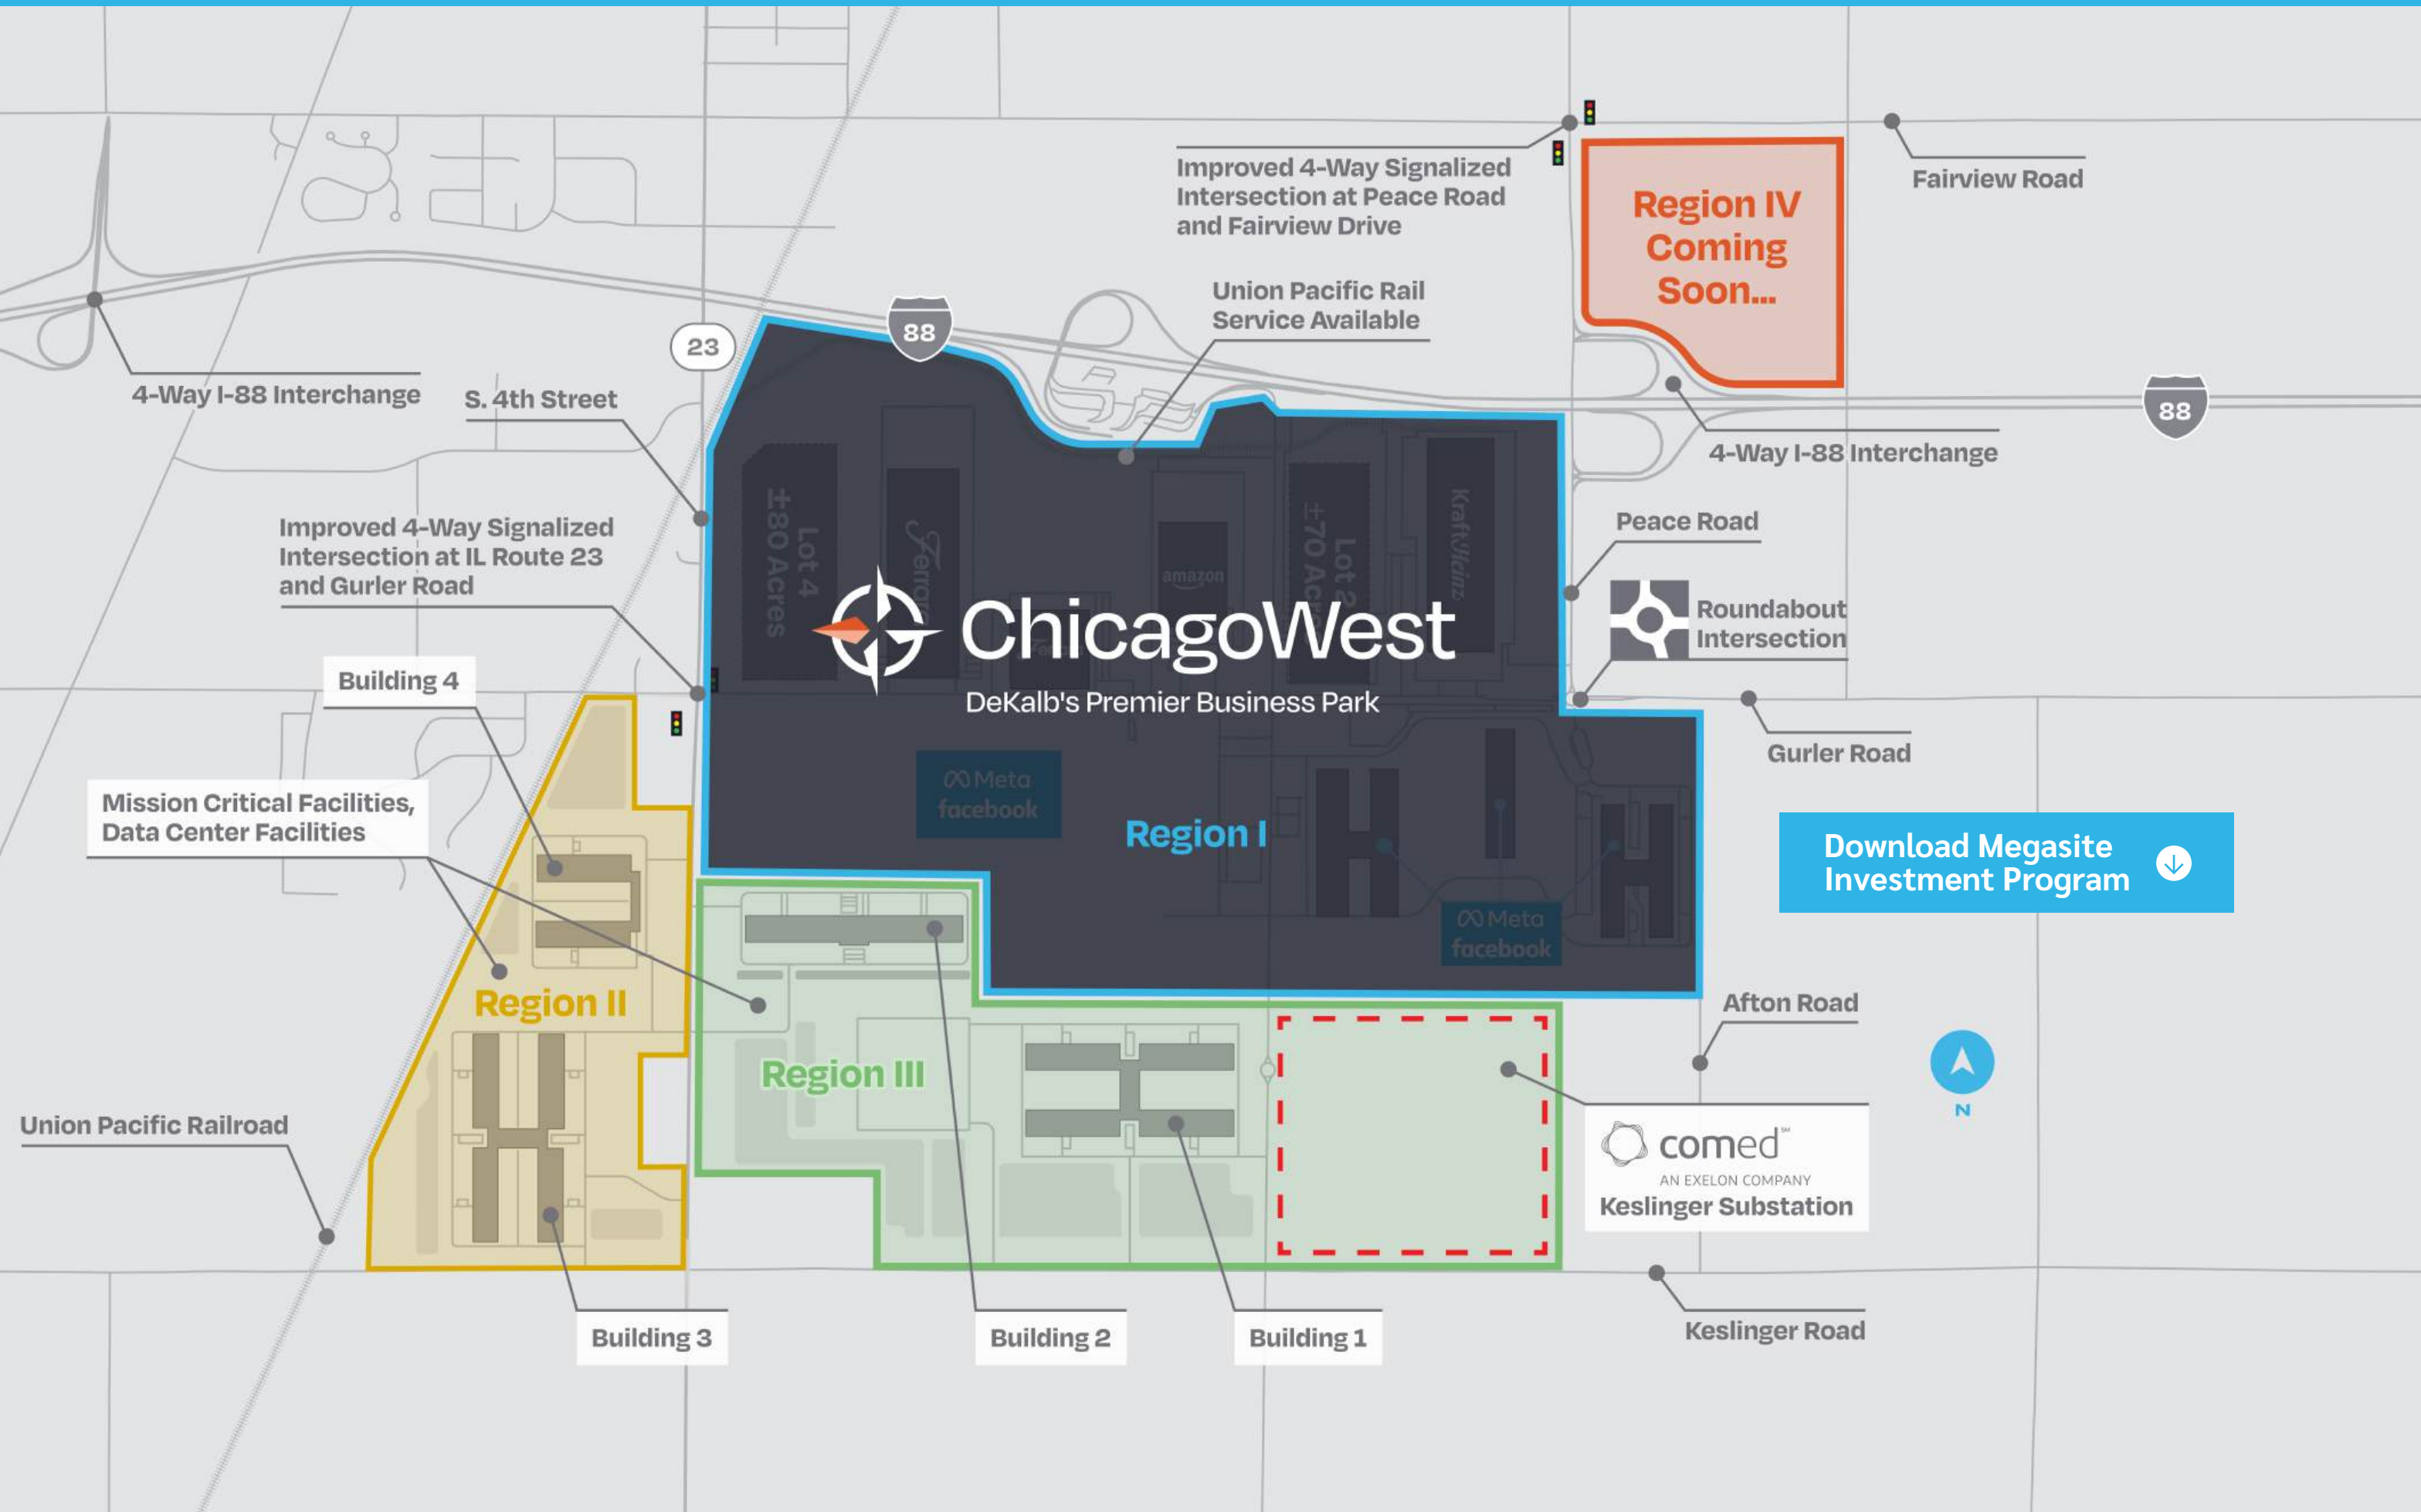 Improved 4-Way Signalized
Intersection at Peace Road
and Fairview Drive
Fairview Road
Region IV
Coming
Soon...
Union Pacific Rail
Service Available
88
23
4-Way I-88 Interchange
S. 4th Street
88
4-Way I-88 Interchange
Improved 4-Way Signalized
Intersection at IL Route 23
and Gurler Road
Lot 4
±80 Acres
Ferrara
amazon
Lot 2
±70 Acres
KraftHeinz
Peace Road
Roundabout
Intersection
ChicagoWest
DeKalb's Premier Business Park
Building 4
Gurler Road
Mission Critical Facilities,
Data Center Facilities
Meta
facebook
Region I
Download Megasite
Investment Program
Meta
facebook
Region II
Afton Road
Region III
Union Pacific Railroad
N
comed℠
AN EXELON COMPANY
Keslinger Substation
Building 3
Building 2
Building 1
Keslinger Road